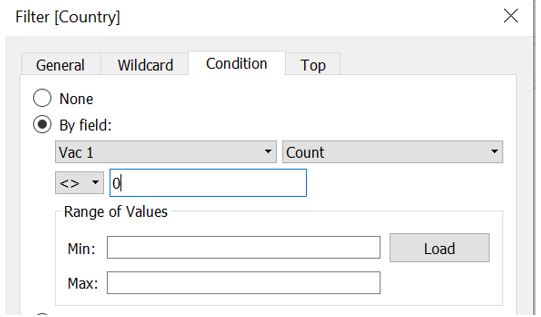 Filter [Country]
General Wildcard Condition Top
None
By field:
Vac 1 Count
<> 0
Range of Values
Min: Load
Max: